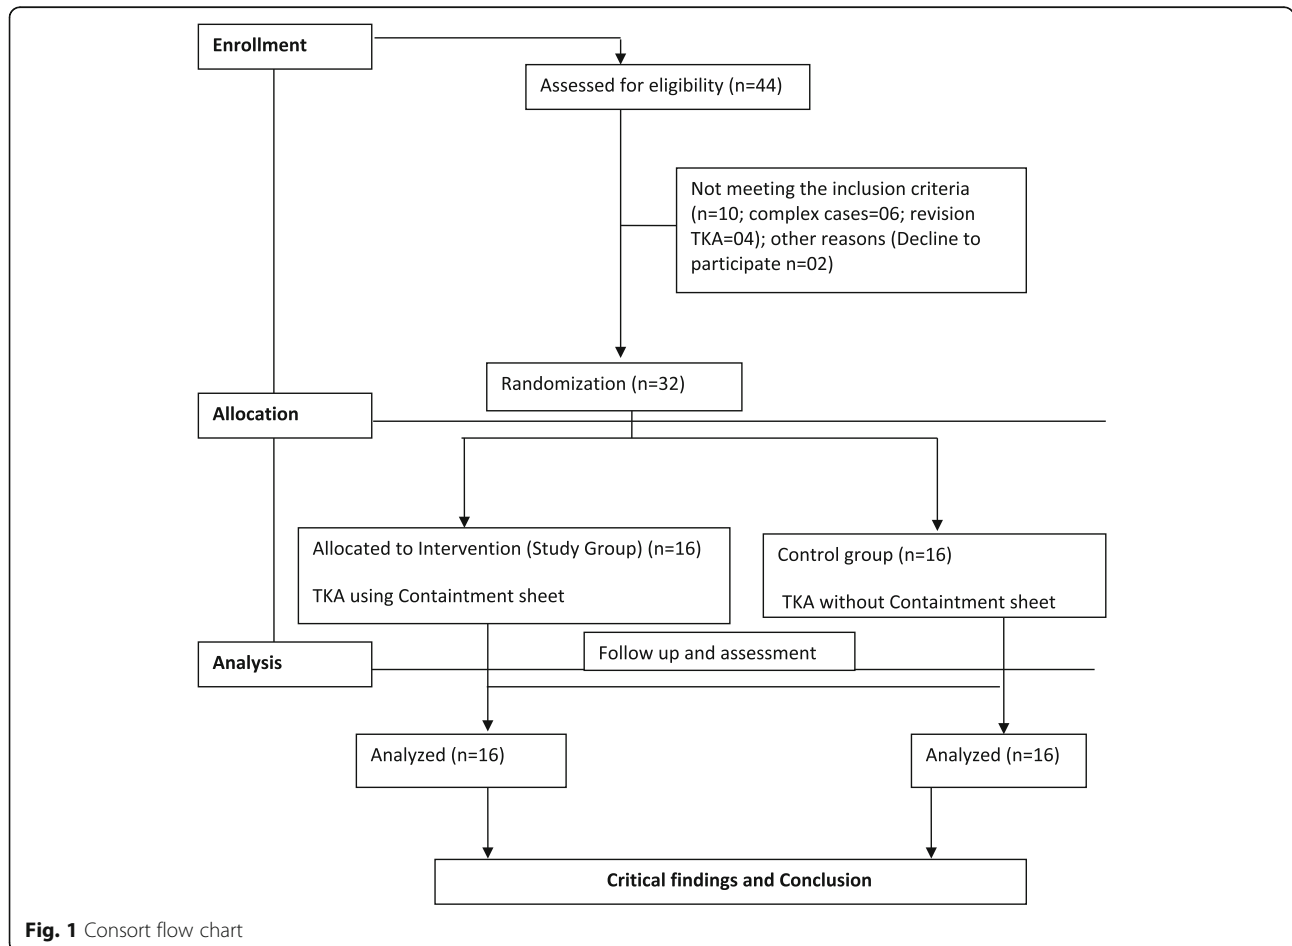 Enrollment
Assessed for eligibility (n=44)
Not meeting the inclusion criteria
(n=10; complex cases=06; revision
TKA=04); other reasons (Decline to
participate n=02)
Randomization (n=32)
Allocation
Allocated to Intervention (Study Group) (n=16)
TKA using Containtment sheet
Control group (n=16)
TKA without Containtment sheet
Follow up and assessment
Analysis
Analyzed (n=16)
Analyzed (n=16)
Critical findings and Conclusion
Fig. 1 Consort flow chart